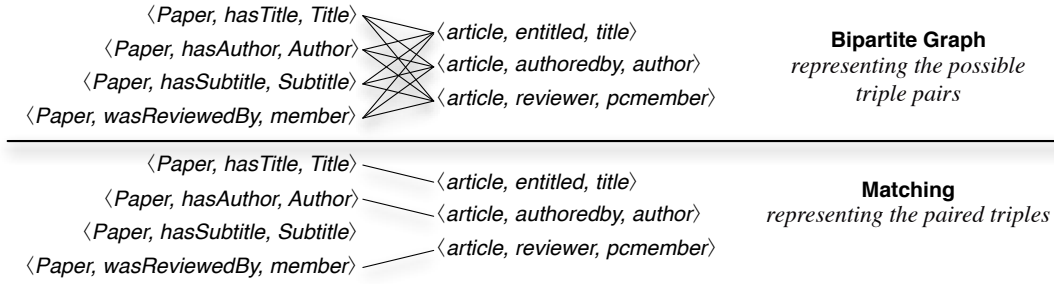 ⟨Paper, hasTitle, Title⟩
⟨Paper, hasAuthor, Author⟩
⟨Paper, hasSubtitle, Subtitle⟩
⟨Paper, wasReviewedBy, member⟩
⟨article, entitled, title⟩
⟨article, authoredby, author⟩
⟨article, reviewer, pcmember⟩
Bipartite Graph
representing the possible
triple pairs
⟨Paper, hasTitle, Title⟩
⟨Paper, hasAuthor, Author⟩
⟨Paper, hasSubtitle, Subtitle⟩
⟨Paper, wasReviewedBy, member⟩
⟨article, entitled, title⟩
⟨article, authoredby, author⟩
⟨article, reviewer, pcmember⟩
Matching
representing the paired triples